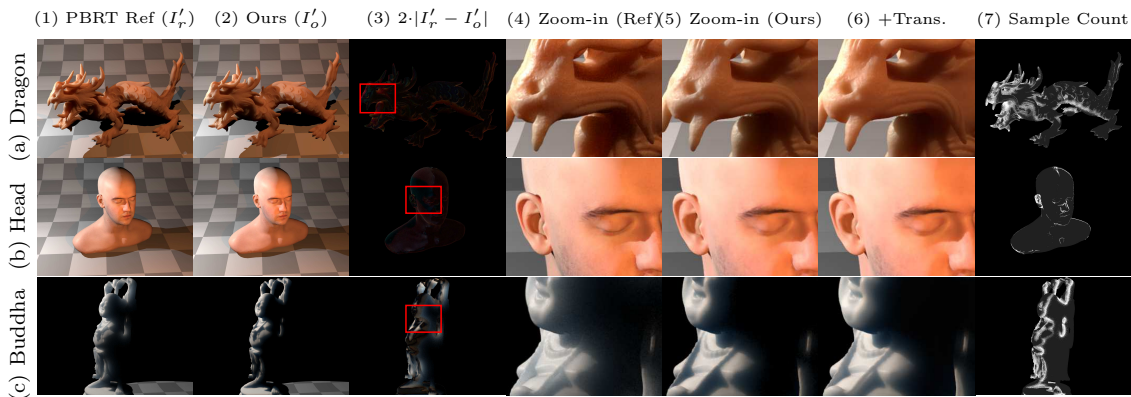 (1) PBRT Ref (I′r) (2) Ours (I′o) (3) 2·|I′r − I′o| (4) Zoom-in (Ref) (5) Zoom-in (Ours) (6) +Trans. (7) Sample Count
(a) Dragon
(b) Head
(c) Buddha